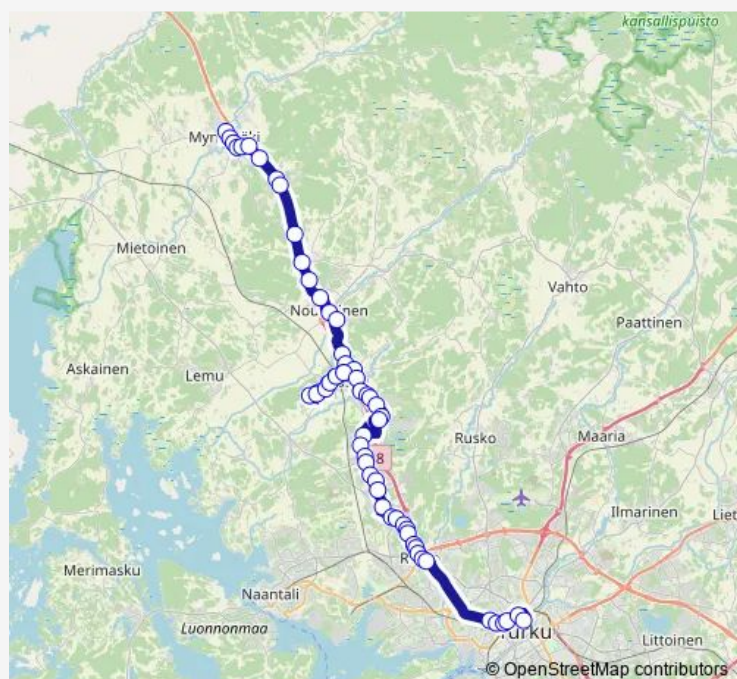 kansallispuisto
Mietoinen
Vahto
Paattinen
Askainen
Lemu
Rusko
Maaria
8
Ilmarinen
Merimasku
Naantali
Luonnonmaa
Littoinen
© OpenStreetMap contributors